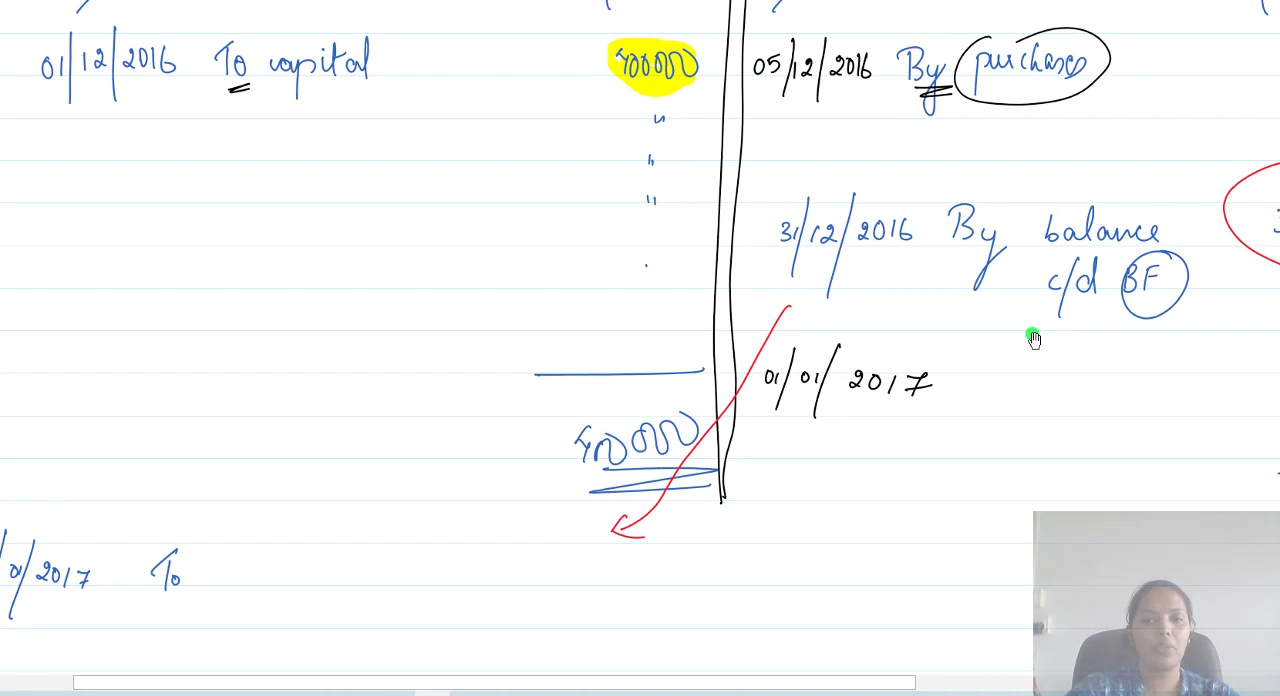 01/12/2016 To capital 400000 05/12/2016 By purchases
"
"
"
31/12/2016 By balance
c/d BF
01/01/2017
400000
01/2017 To